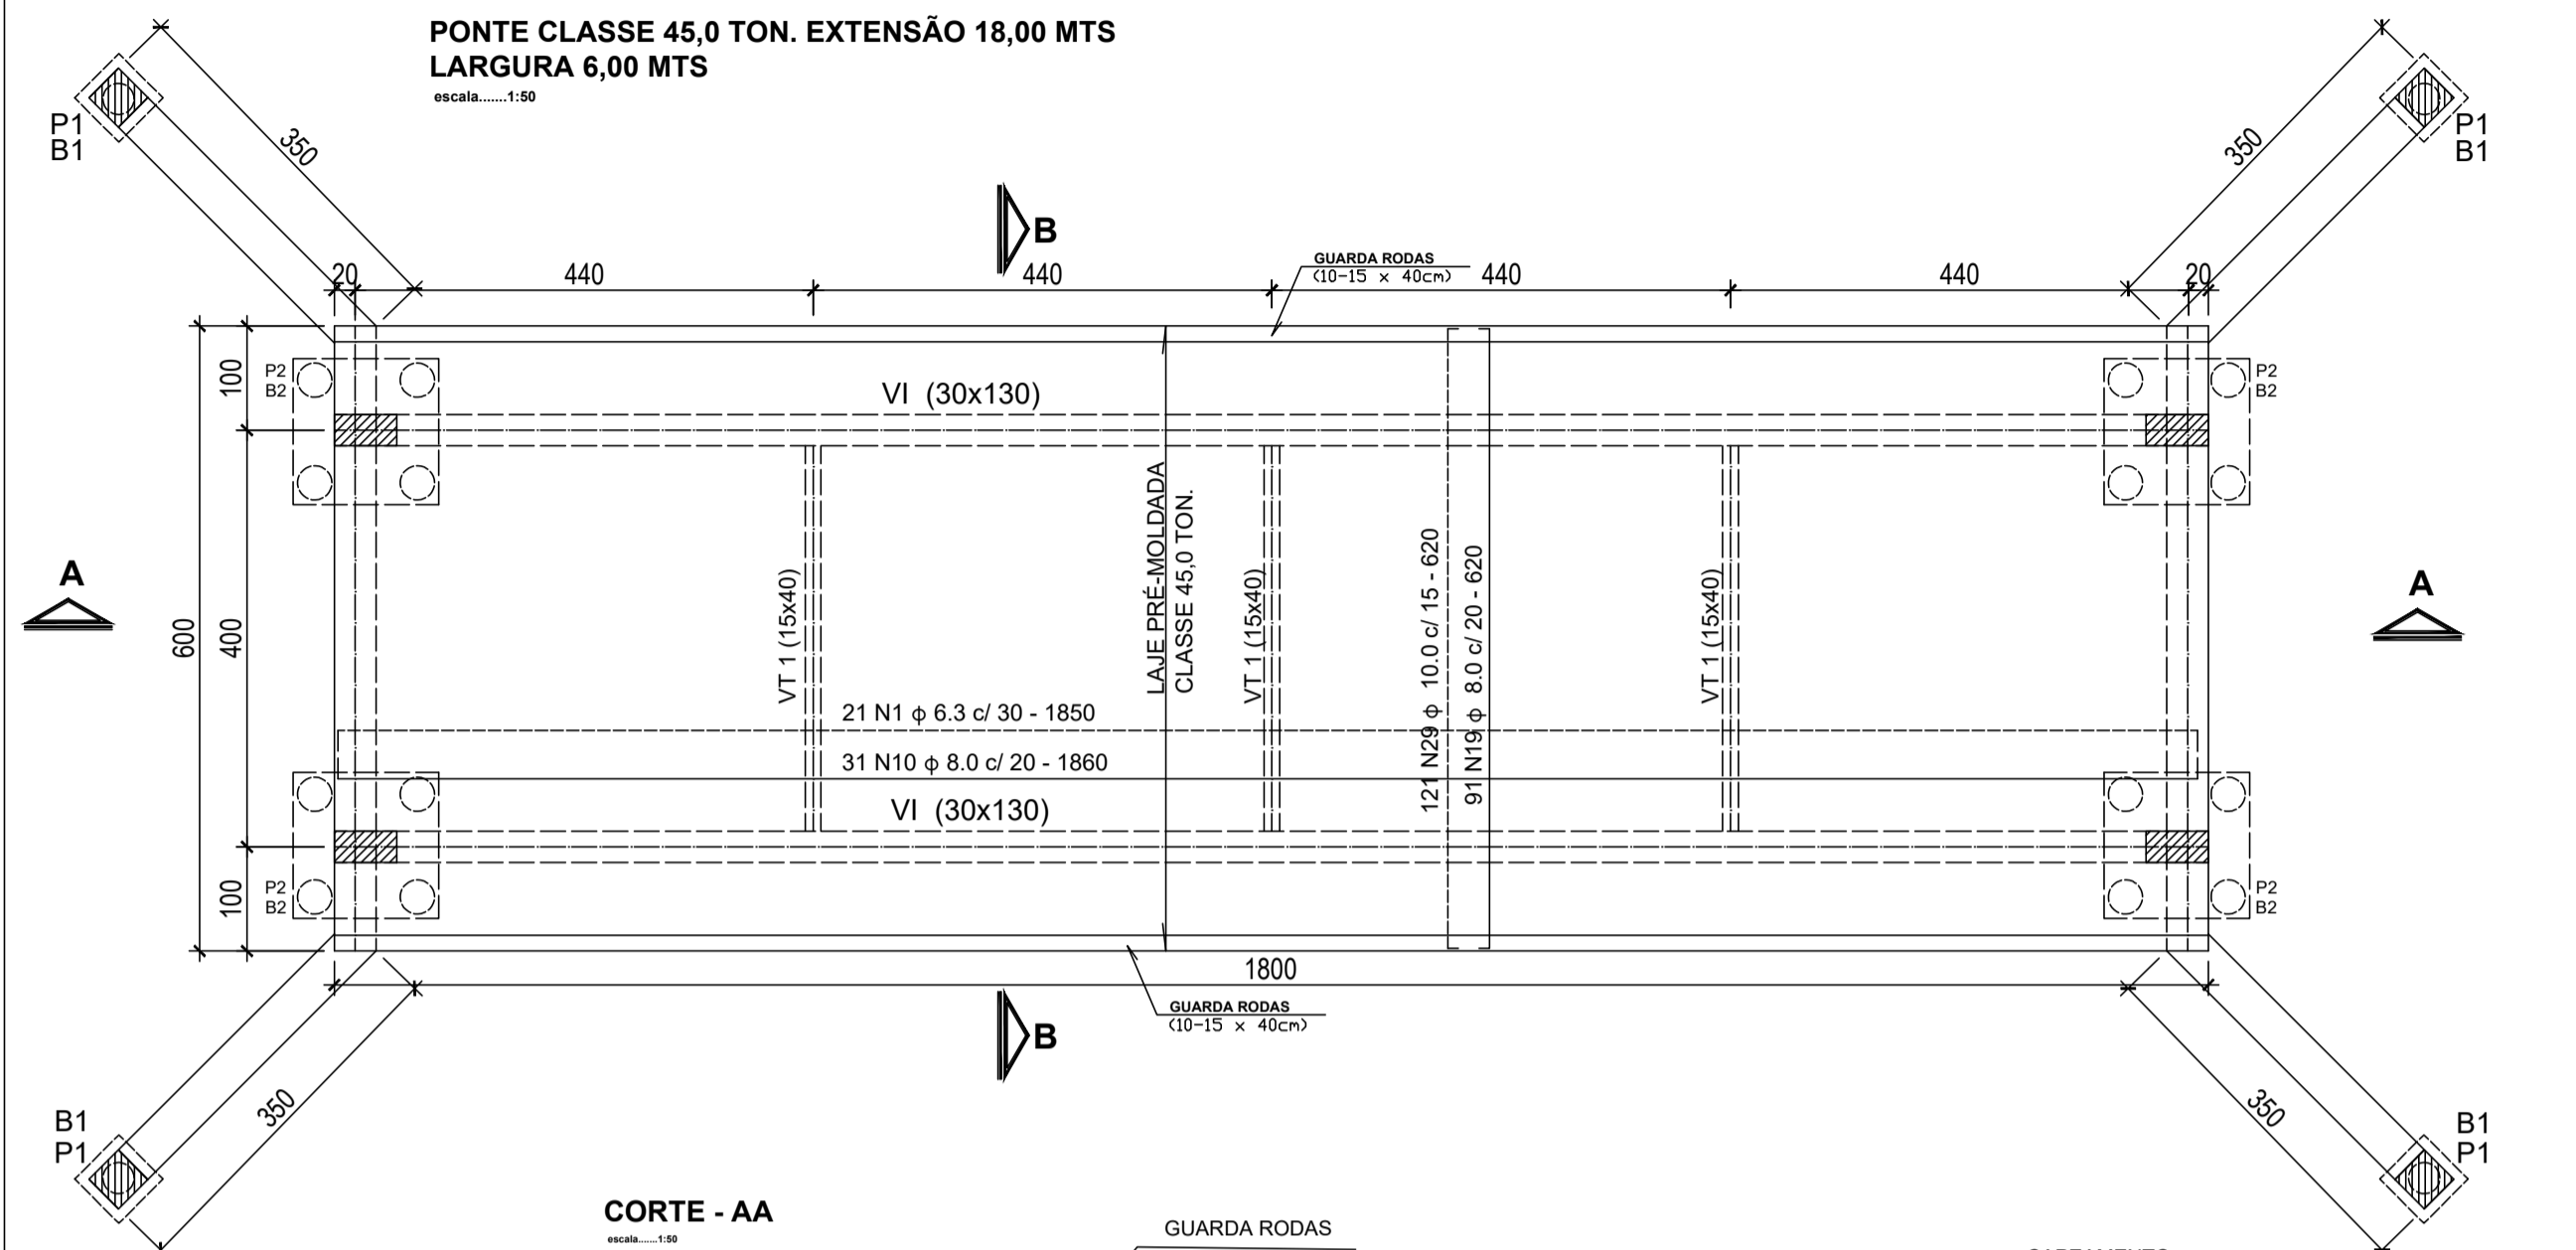 PONTE CLASSE 45,0 TON. EXTENSÃO 18,00 MTS
LARGURA 6,00 MTS
escala.......1:50
P1
B1
350
350
P1
B1
B
GUARDA RODAS
(10-15 x 40cm)
20
440
440
440
440
20
100
P2
B2
VI (30x130)
P2
B2
A
600
400
VT 1 (15x40)
LAJE PRÉ-MOLDADA
CLASSE 45,0 TON.
VT 1 (15x40)
121 N29 ϕ 10.0 c/ 15 - 620
91 N19 ϕ 8.0 c/ 20 - 620
VT 1 (15x40)
A
21 N1 ϕ 6.3 c/ 30 - 1850
31 N10 ϕ 8.0 c/ 20 - 1860
VI (30x130)
100
P2
B2
P2
B2
1800
GUARDA RODAS
(10-15 x 40cm)
B
350
350
B1
P1
B1
P1
CORTE - AA
escala.......1:50
GUARDA RODAS